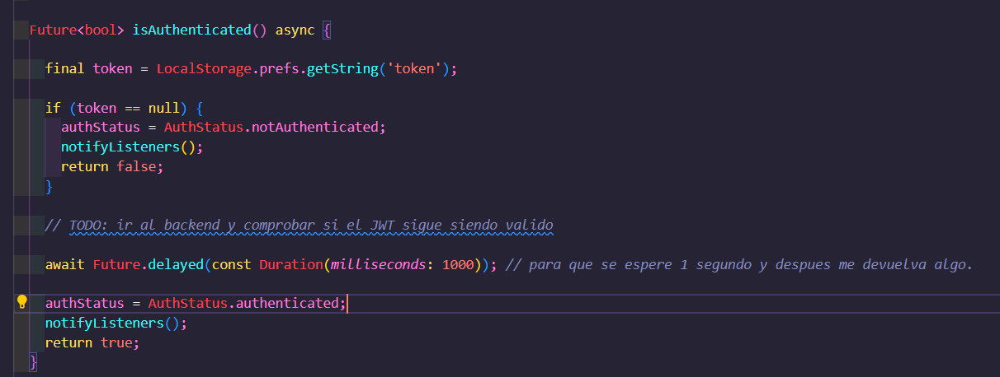 Future<bool> isAuthenticated() async {
final token = LocalStorage.prefs.getString('token');
if (token == null) {
authStatus = AuthStatus.notAuthenticated;
notifyListeners();
return false;
}
// TODO: ir al backend y comprobar si el JWT sigue siendo valido
await Future.delayed(const Duration(milliseconds: 1000)); // para que se espere 1 segundo y despues me devuelva algo.
authStatus = AuthStatus.authenticated;
notifyListeners();
return true;
}